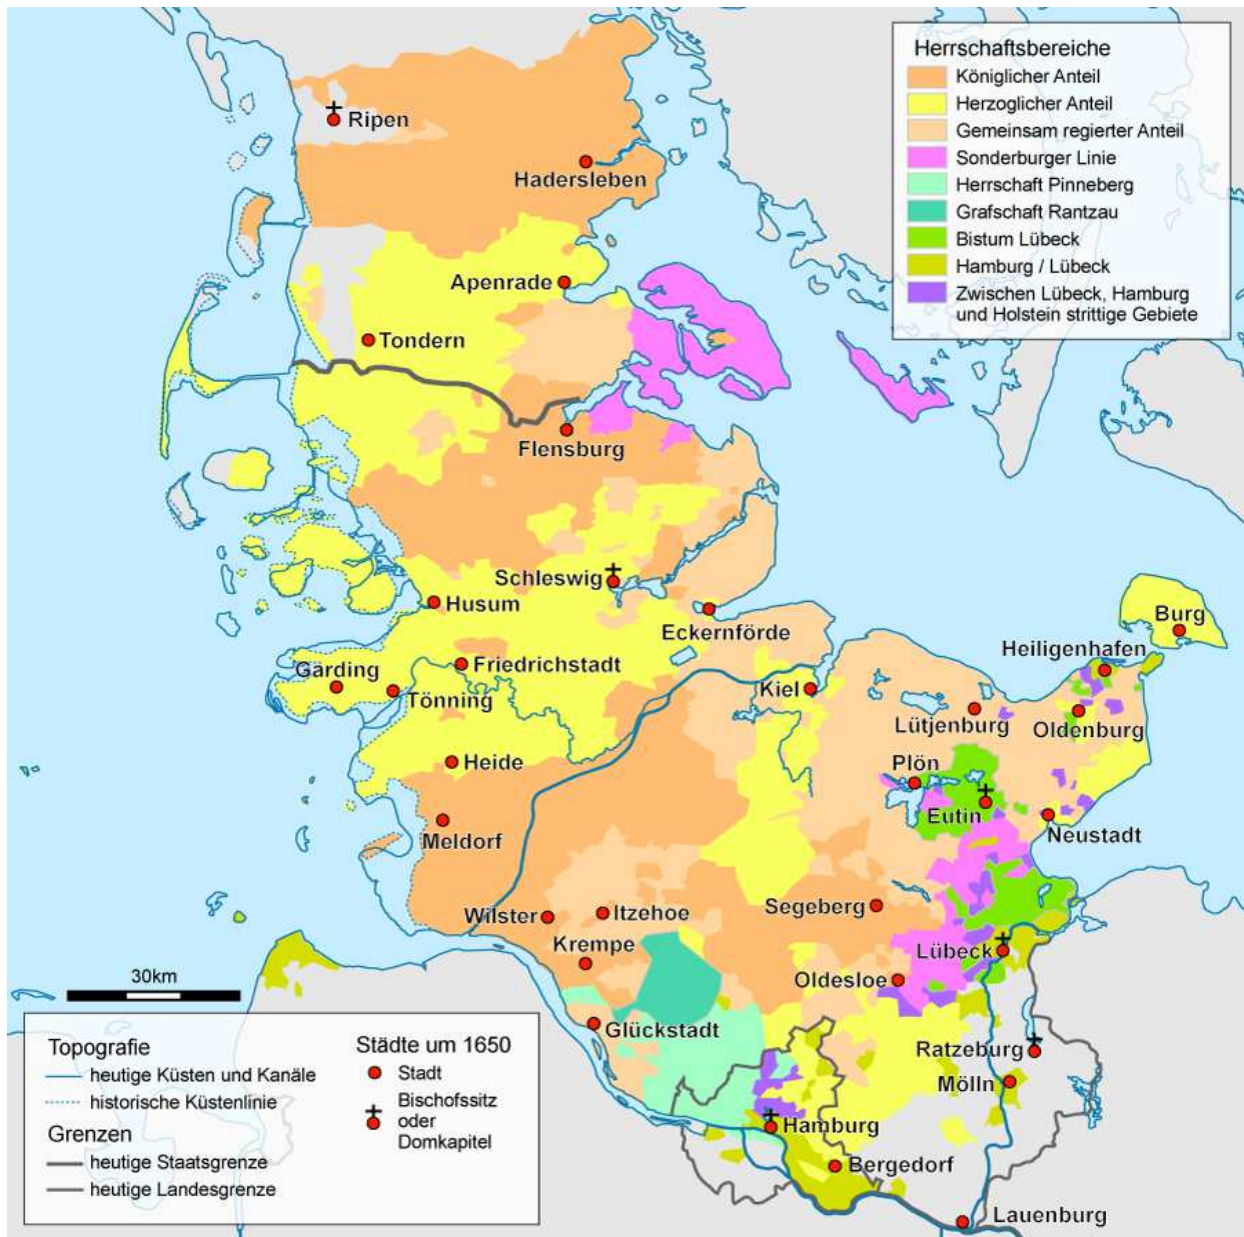 Herrschaftsbereiche
Königlicher Anteil
Herzoglicher Anteil
Gemeinsam regierter Anteil
Sonderburger Linie
Herrschaft Pinneberg
Grafschaft Rantzau
Bistum Lübeck
Hamburg / Lübeck
Zwischen Lübeck, Hamburg
und Holstein strittige Gebiete
Ripen
Hadersleben
Apenrade
Tondern
Flensburg
Schleswig
Husum
Eckernförde
Burg
Heiligenhafen
Friedrichstadt
Gärding
Tönning
Kiel
Lütjenburg
Oldenburg
Heide
Plön
Eutin
Neustadt
Meldorf
Wilster
Itzehoe
Segeberg
Krempe
Lübeck
Oldesloe
30km
Glückstadt
Ratzeburg
Mölln
Hamburg
Bergedorf
Lauenburg
Topografie
heutige Küsten und Kanäle
historische Küstenlinie
Grenzen
heutige Staatsgrenze
heutige Landesgrenze
Städte um 1650
Stadt
Bischofssitz
oder
Domkapitel